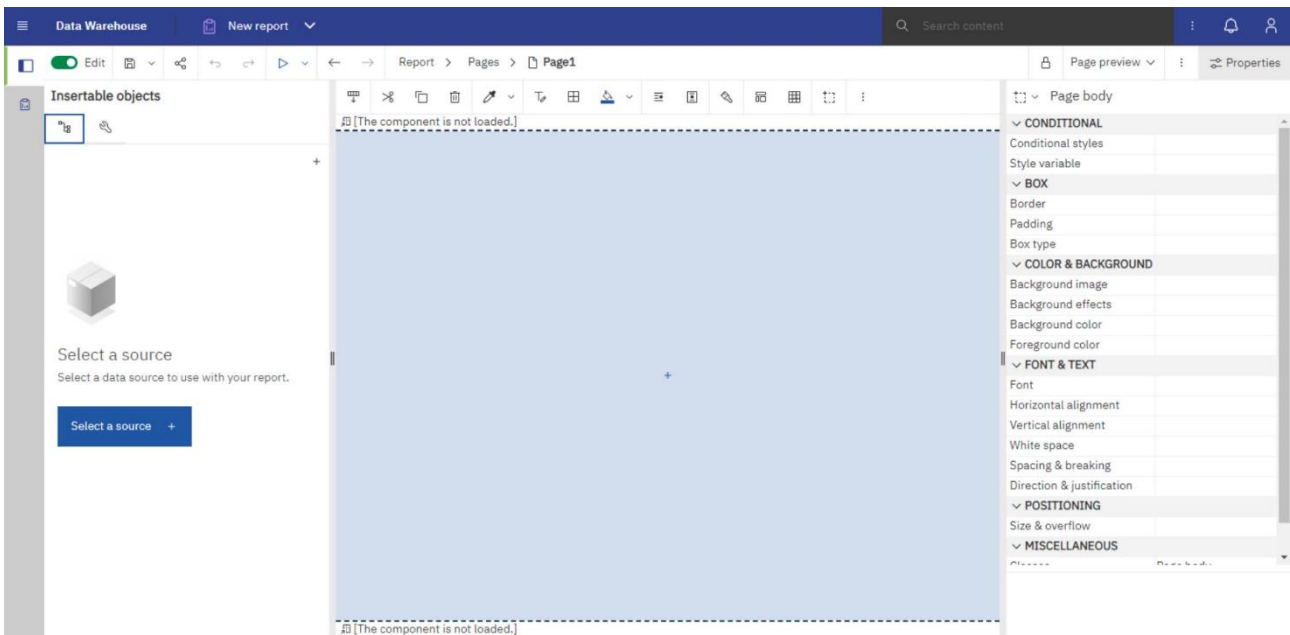 Data Warehouse
New report
Search content
Edit
Report > Pages > Page1
Page preview
Properties
Insertable objects
Page body
[The component is not loaded.]
CONDITIONAL
Conditional styles
Style variable
BOX
Border
Padding
Box type
COLOR & BACKGROUND
Background image
Background effects
Background color
Foreground color
Select a source
Select a data source to use with your report.
Select a source +
FONT & TEXT
Font
Horizontal alignment
Vertical alignment
White space
Spacing & breaking
Direction & justification
POSITIONING
Size & overflow
MISCELLANEOUS
[The component is not loaded.]